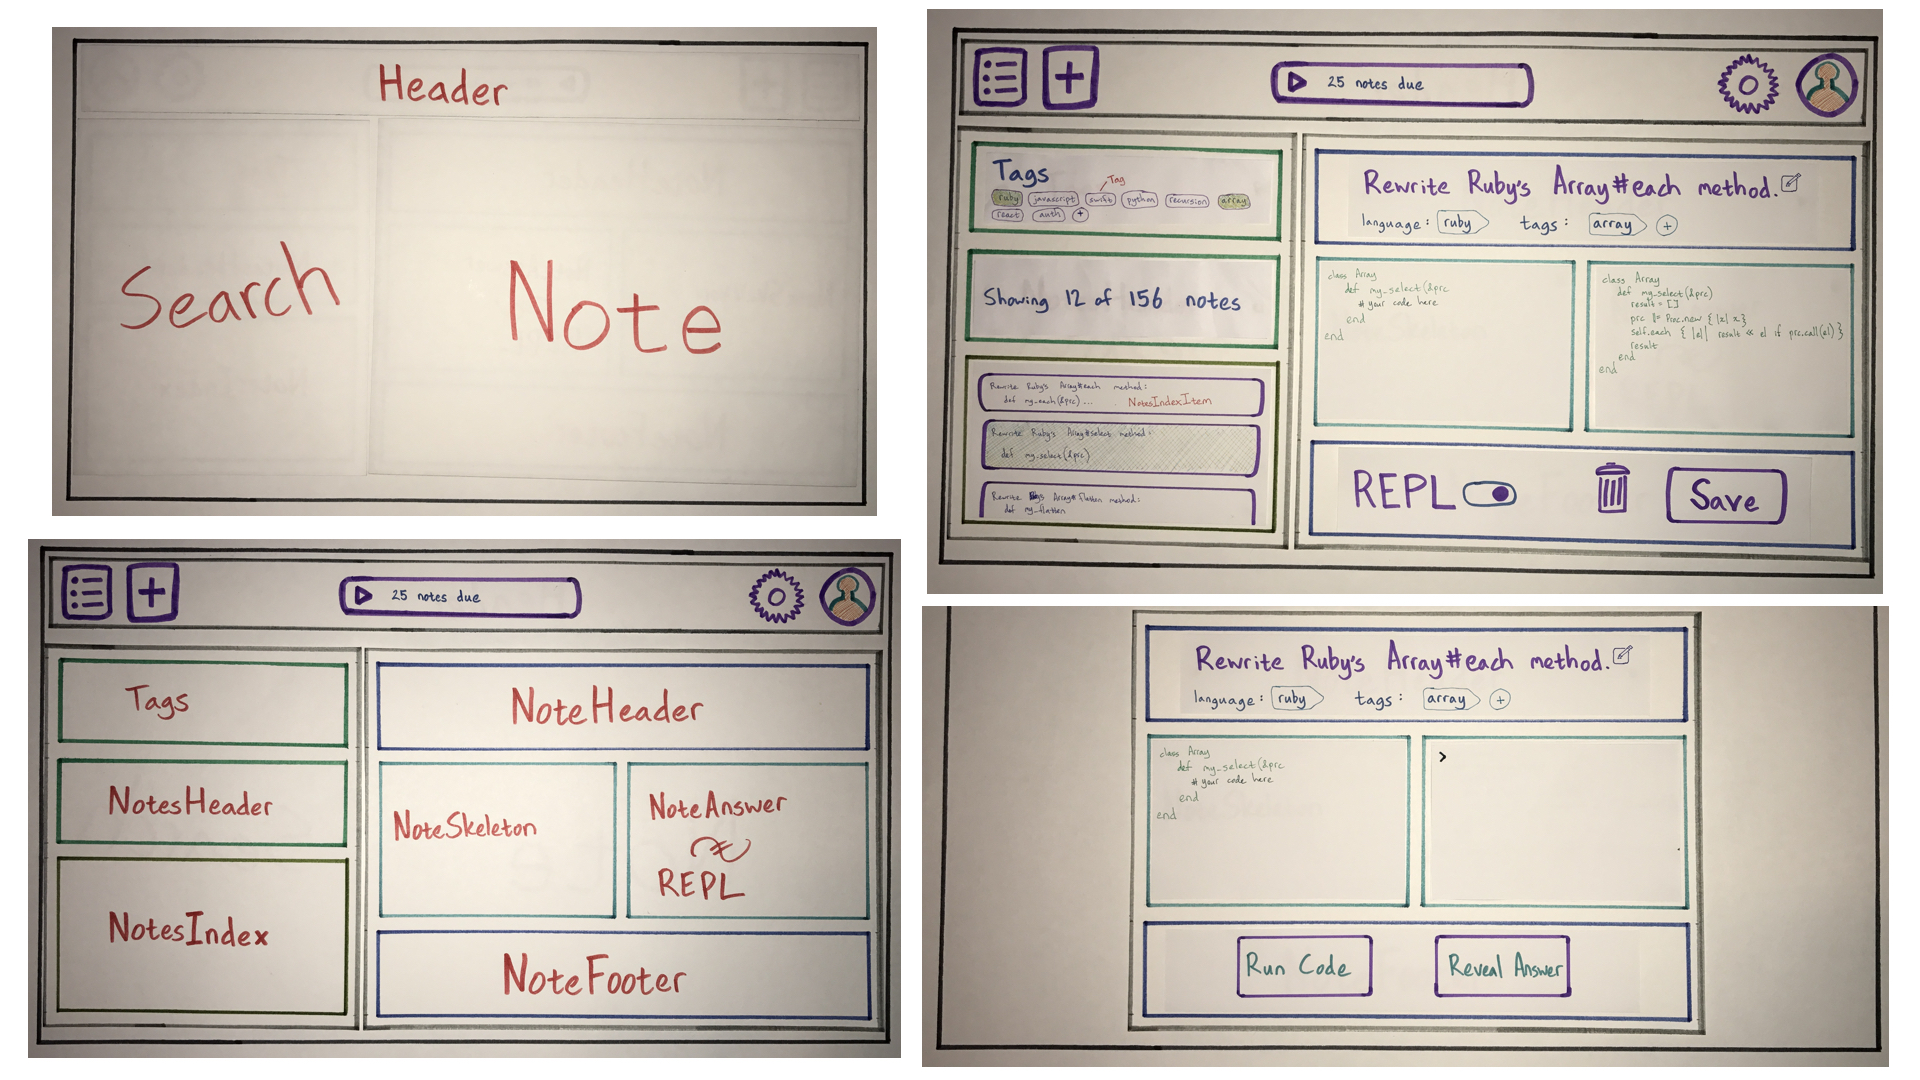 Header
Search
Note
25 notes due
Tags
Tag
ruby javascript swift python recursion array
react auth +
Showing 12 of 156 notes
Rewrite Ruby's Array#each method:
def my_each(&prc)...
NotesIndexItem
Rewrite Ruby's Array#select method:
def my_select(&prc)
Rewrite Array#flatten method:
def my_flatten
Rewrite Ruby's Array#each method.
language: ruby tags: array +
class Array
def my_select(&prc
# your code here
end
end
class Array
def my_select(&prc)
result = []
prc ||= Proc.new { |x| x }
self.each { |el| result << el if prc.call(el) }
result
end
end
REPL
Save
25 notes due
Tags
NotesHeader
NotesIndex
NoteHeader
NoteSkeleton
NoteAnswer
REPL
NoteFooter
Rewrite Ruby's Array#each method.
language: ruby tags: array +
class Array
def my_select(&prc
# your code here
end
end
>
Run Code
Reveal Answer